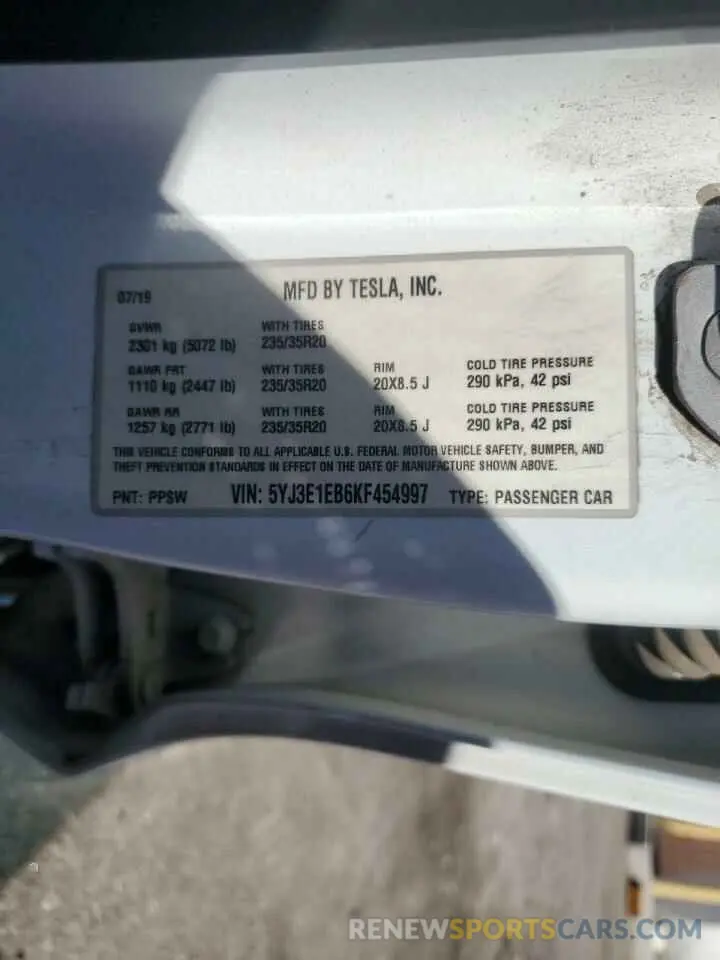 07/19 MFD BY TESLA, INC.
GVWR WITH TIRES
2301 kg (5072 lb) 235/35R20
GAWR FRT WITH TIRES RIM COLD TIRE PRESSURE
1110 kg (2447 lb) 235/35R20 20X8.5 J 290 kPa, 42 psi
GAWR RR WITH TIRES RIM COLD TIRE PRESSURE
1257 kg (2771 lb) 235/35R20 20X8.5 J 290 kPa, 42 psi
THIS VEHICLE CONFORMS TO ALL APPLICABLE U.S. FEDERAL MOTOR VEHICLE SAFETY, BUMPER, AND
THEFT PREVENTION STANDARDS IN EFFECT ON THE DATE OF MANUFACTURE SHOWN ABOVE.
PNT: PPSW VIN: 5YJ3E1EB6KF454997 TYPE: PASSENGER CAR
RENEWSPORTSCARS.COM